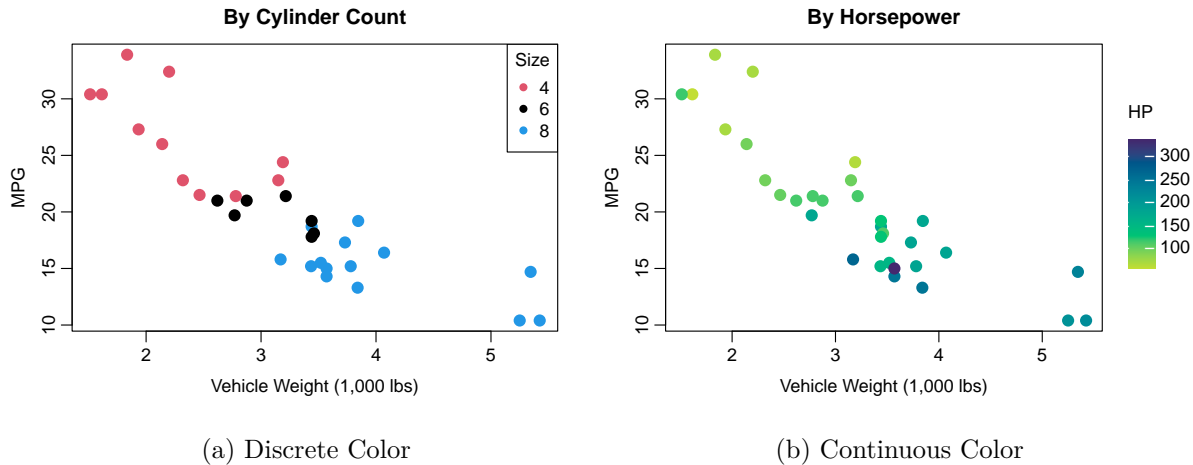 By Cylinder Count
MPG
10
15
20
25
30
2 3 4 5
Vehicle Weight (1,000 lbs)
Size
4
6
8
(a) Discrete Color
By Horsepower
MPG
10
15
20
25
30
2 3 4 5
Vehicle Weight (1,000 lbs)
HP
300
250
200
150
100
(b) Continuous Color